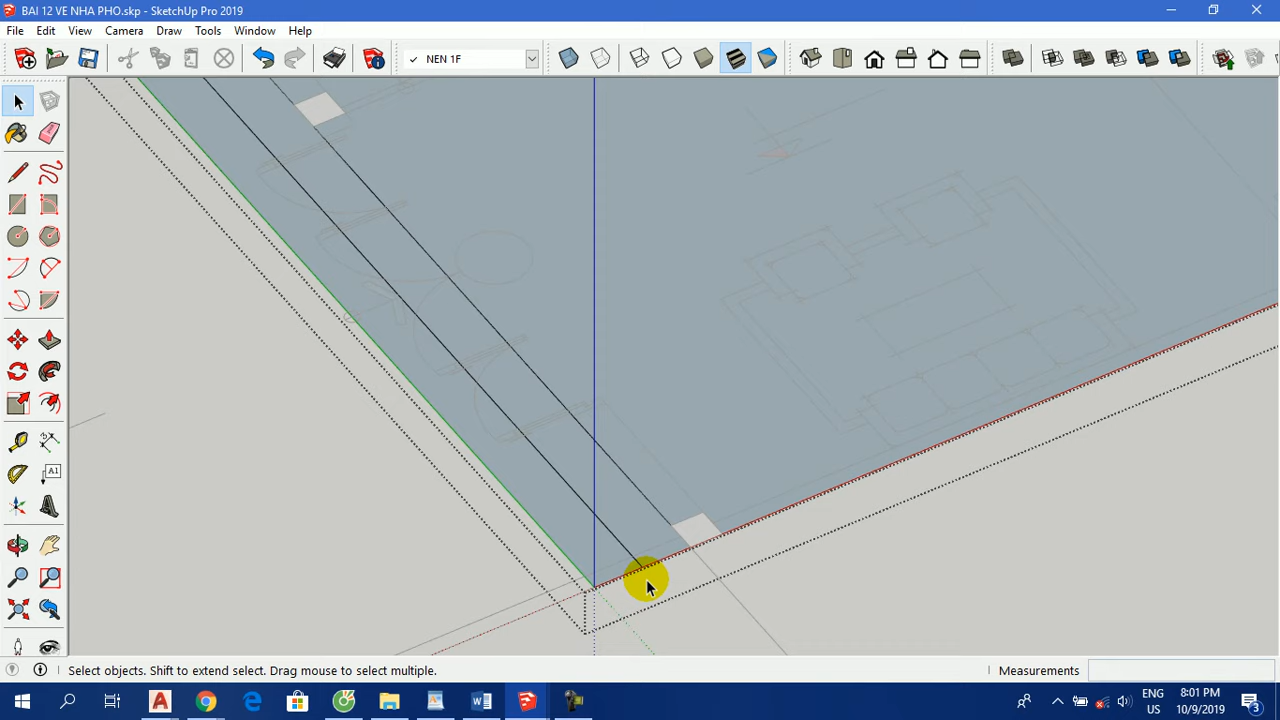 BAI 12 VE NHA PHO.skp - SketchUp Pro 2019
File Edit View Camera Draw Tools Window Help
✓ NEN 1F
A1
Select objects. Shift to extend select. Drag mouse to select multiple.
Measurements
ENG
US
8:01 PM
10/9/2019
3